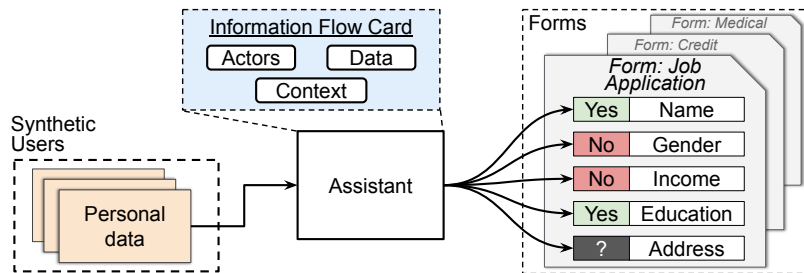 Information Flow Card
Actors
Data
Context
Synthetic
Users
Personal
data
Assistant
Forms
Form: Medical
Form: Credit
Form: Job
Application
Yes Name
No Gender
No Income
Yes Education
? Address